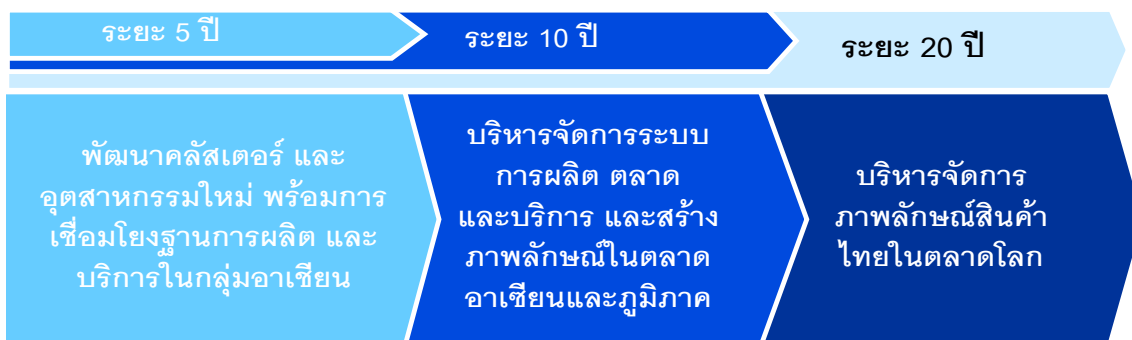 ระยะ 5 ปี
ระยะ 10 ปี
ระยะ 20 ปี
พัฒนาคลัสเตอร์ และ
อุตสาหกรรมใหม่ พร้อมการ
เชื่อมโยงฐานการผลิต และ
บริการในกลุ่มอาเซียน
บริหารจัดการระบบ
การผลิต ตลาด
และบริการ และสร้าง
ภาพลักษณ์ในตลาด
อาเซียนและภูมิภาค
บริหารจัดการ
ภาพลักษณ์สินค้า
ไทยในตลาดโลก